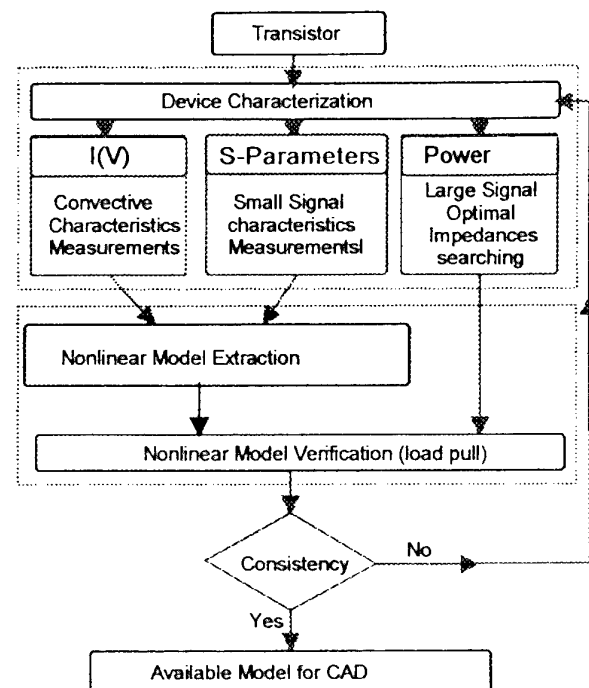 Transistor
Device Characterization
I(V)
Convective
Characteristics
Measurements
S-Parameters
Small Signal
characteristics
Measurementsl
Power
Large Signal
Optimal
Impedances
searching
Nonlinear Model Extraction
Nonlinear Model Verification (load pull)
Consistency
No
Yes
Available Model for CAD